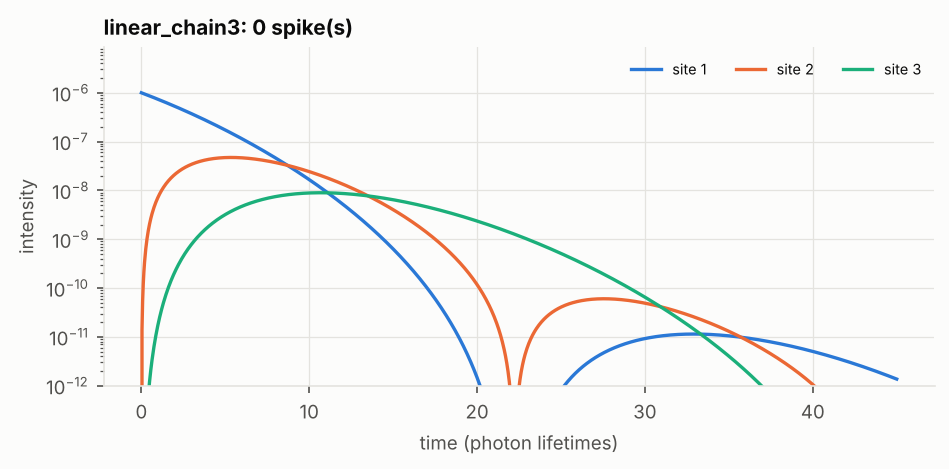 linear_chain3: 0 spike(s)
site 1 site 2 site 3
10⁻⁶
10⁻⁷
10⁻⁸
10⁻⁹
10⁻¹⁰
10⁻¹¹
10⁻¹²
intensity
0 10 20 30 40
time (photon lifetimes)